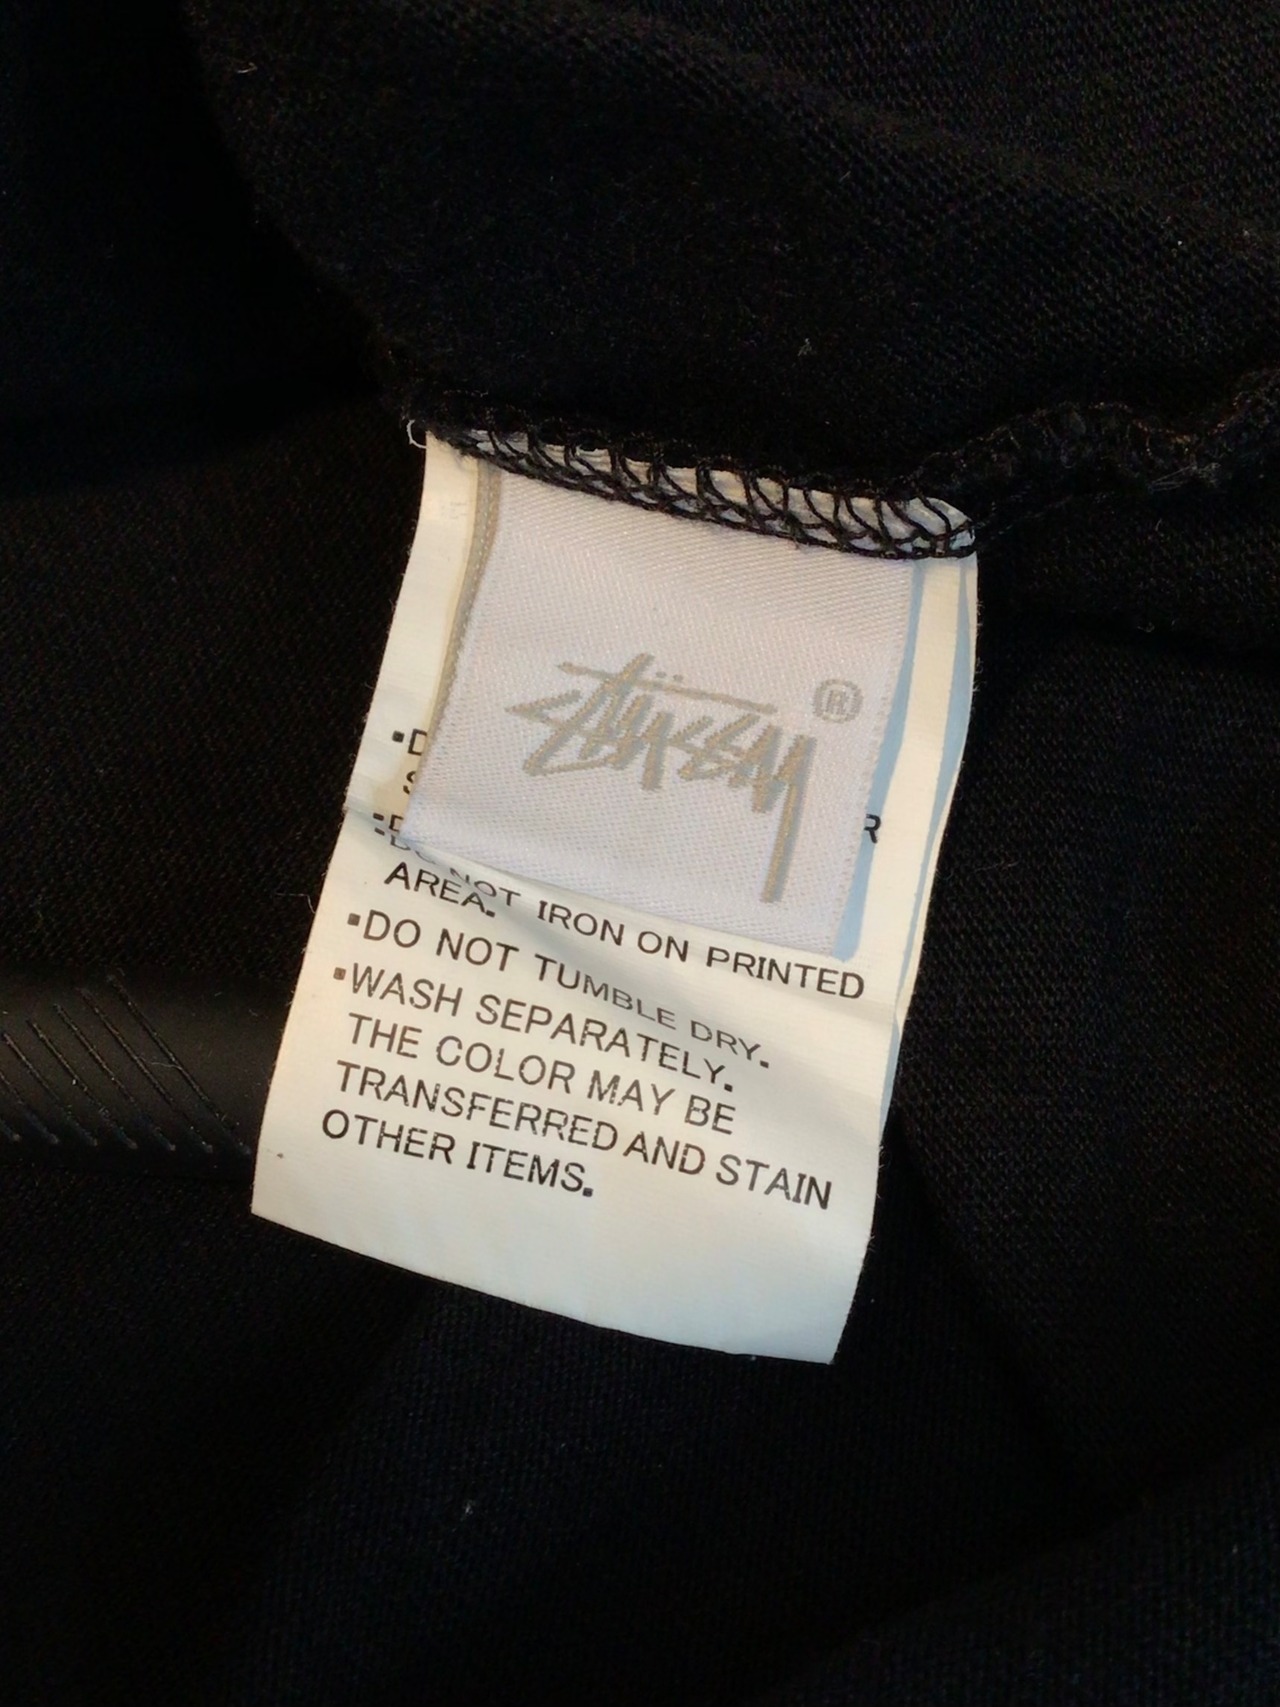 Stüssy ®
R
DO NOT IRON ON PRINTED
AREA.
▪DO NOT TUMBLE DRY.
▪WASH SEPARATELY.
THE COLOR MAY BE
TRANSFERRED AND STAIN
OTHER ITEMS.